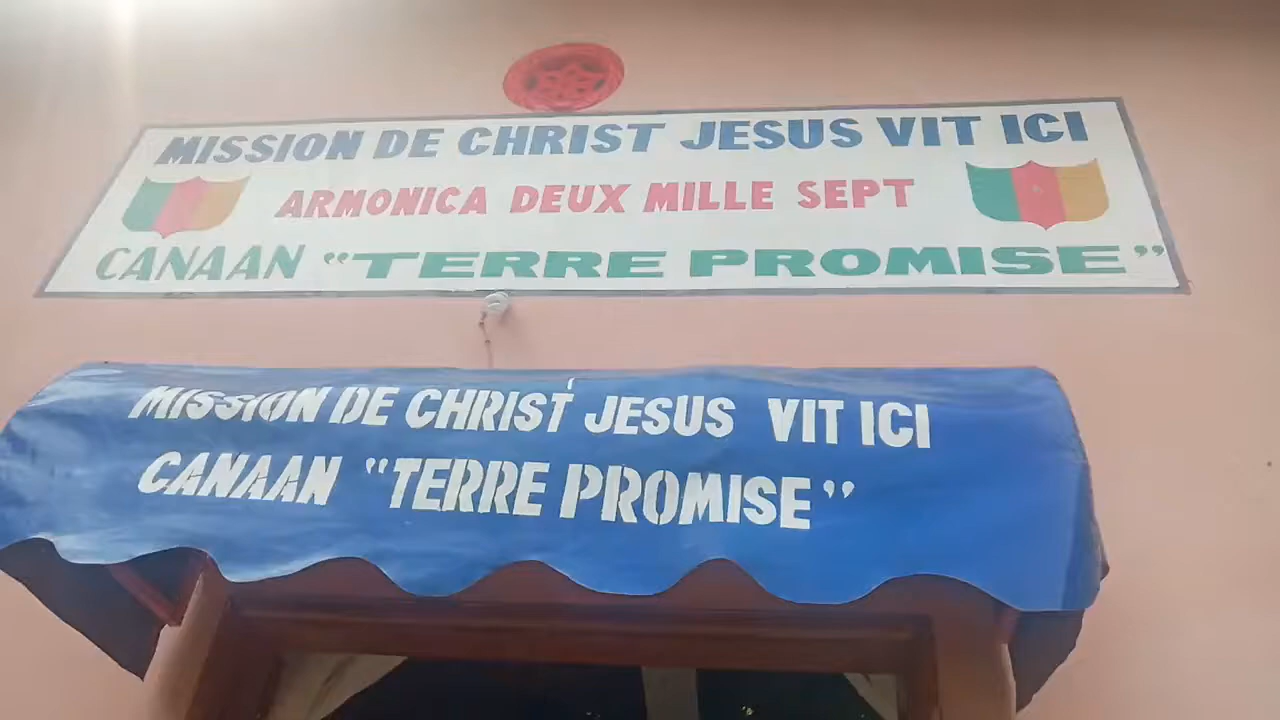 MISSION DE CHRIST JESUS VIT ICI
ARMONICA DEUX MILLE SEPT
CANAAN “TERRE PROMISE”
MISSION DE CHRIST JESUS VIT ICI
CANAAN “TERRE PROMISE”